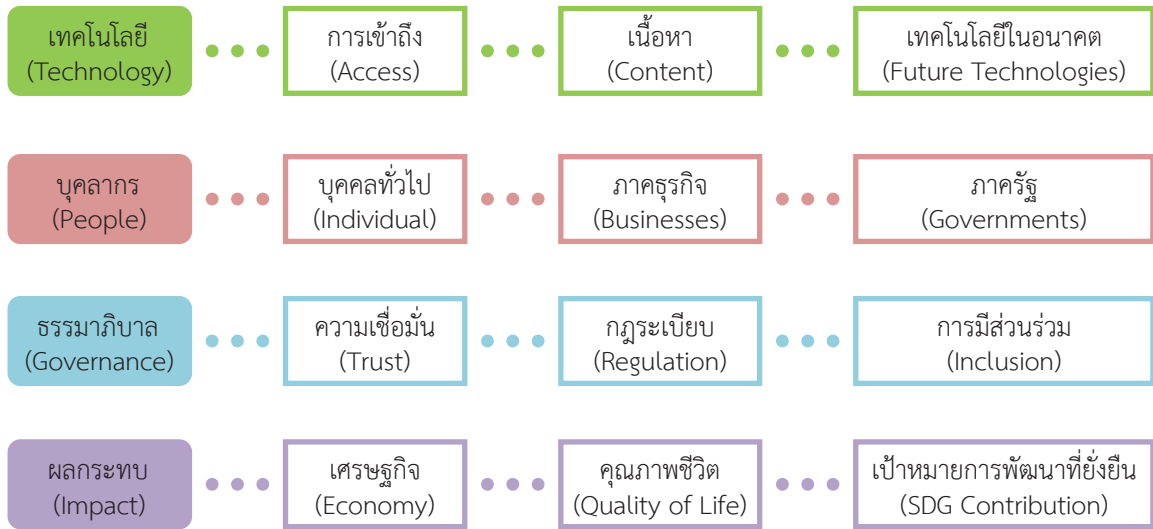 เทคโนโลยี
(Technology)
การเข้าถึง
(Access)
เนื้อหา
(Content)
เทคโนโลยีในอนาคต
(Future Technologies)
บุคลากร
(People)
บุคคลทั่วไป
(Individual)
ภาคธุรกิจ
(Businesses)
ภาครัฐ
(Governments)
ธรรมาภิบาล
(Governance)
ความเชื่อมั่น
(Trust)
กฎระเบียบ
(Regulation)
การมีส่วนร่วม
(Inclusion)
ผลกระทบ
(Impact)
เศรษฐกิจ
(Economy)
คุณภาพชีวิต
(Quality of Life)
เป้าหมายการพัฒนาที่ยั่งยืน
(SDG Contribution)